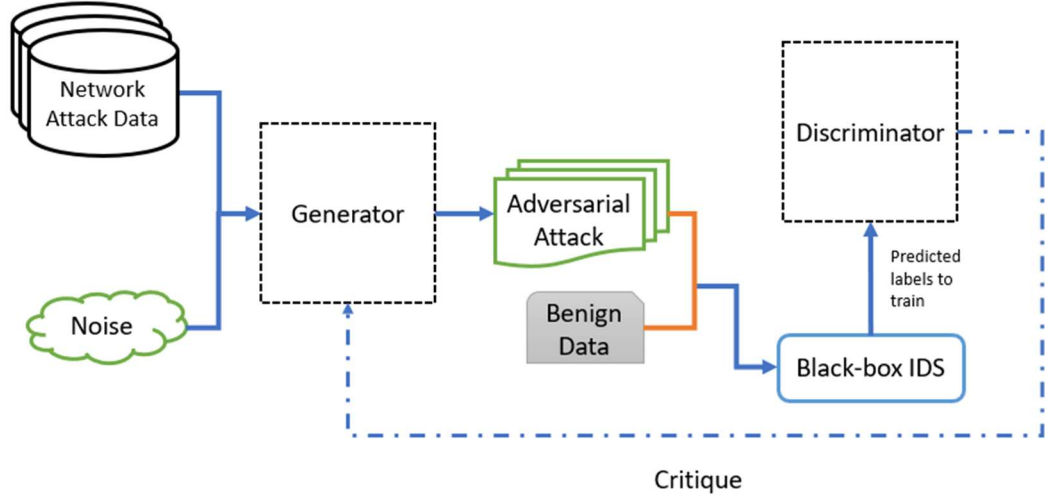 Network
Attack Data
Generator
Noise
Adversarial
Attack
Benign
Data
Discriminator
Predicted
labels to
train
Black-box IDS
Critique